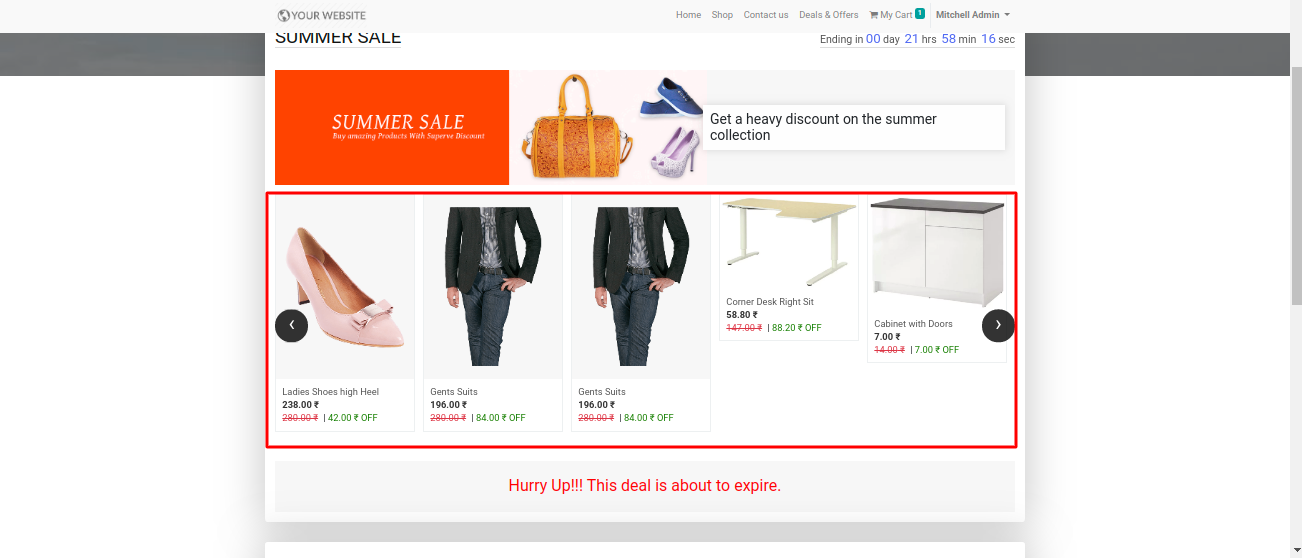 YOUR WEBSITE
Home Shop Contact us Deals & Offers My Cart 1 Mitchell Admin
SUMMER SALE
Ending in 00 day 21 hrs 58 min 16 sec
SUMMER SALE
Buy amazing Products With Superve Discount
Get a heavy discount on the summer
collection
Ladies Shoes high Heel
238.00 ₹
280.00 ₹ | 42.00 ₹ OFF
Gents Suits
196.00 ₹
280.00 ₹ | 84.00 ₹ OFF
Gents Suits
196.00 ₹
280.00 ₹ | 84.00 ₹ OFF
Corner Desk Right Sit
58.80 ₹
147.00 ₹ | 88.20 ₹ OFF
Cabinet with Doors
7.00 ₹
14.00 ₹ | 7.00 ₹ OFF
Hurry Up!!! This deal is about to expire.